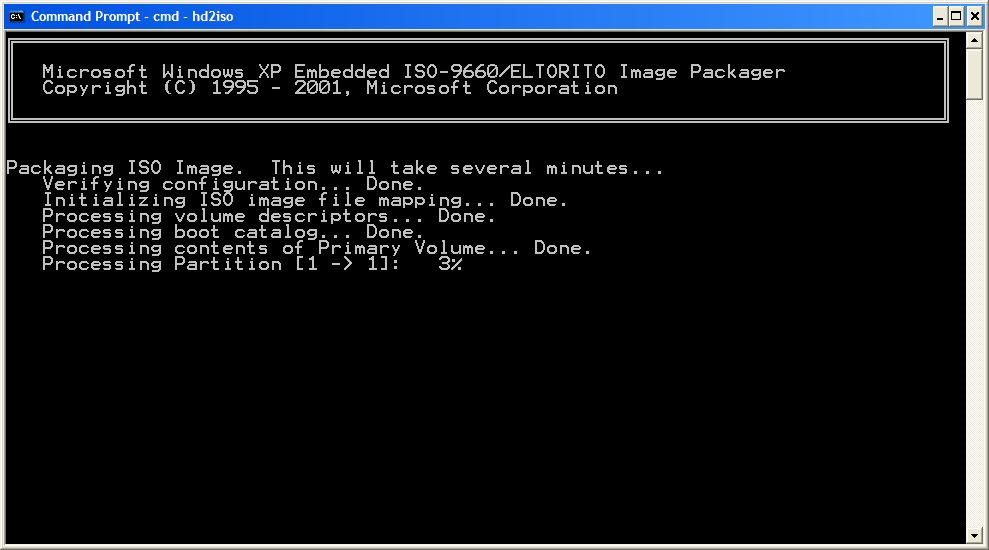 Command Prompt - cmd - hd2iso
Microsoft Windows XP Embedded ISO-9660/ELTORITO Image Packager
Copyright (C) 1995 - 2001, Microsoft Corporation
Packaging ISO Image.  This will take several minutes...
Verifying configuration... Done.
Initializing ISO image file mapping... Done.
Processing volume descriptors... Done.
Processing boot catalog... Done.
Processing contents of Primary Volume... Done.
Processing Partition [1 -> 1]:   3%